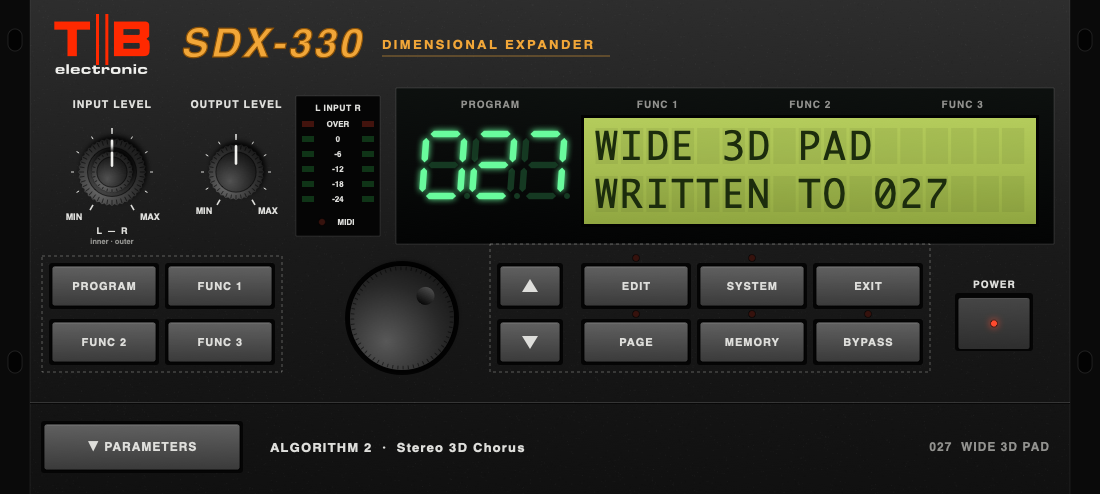 TB
electronic
SDX-330
DIMENSIONAL EXPANDER
INPUT LEVEL
OUTPUT LEVEL
MIN
MAX
L – R
inner · outer
MIN
MAX
L INPUT R
OVER
0
-6
-12
-18
-24
MIDI
PROGRAM
FUNC 1
FUNC 2
FUNC 3
027
WIDE 3D PAD
WRITTEN TO 027
PROGRAM
FUNC 1
FUNC 2
FUNC 3
▲
EDIT
SYSTEM
EXIT
▼
PAGE
MEMORY
BYPASS
POWER
▼ PARAMETERS
ALGORITHM 2 · Stereo 3D Chorus
027 WIDE 3D PAD